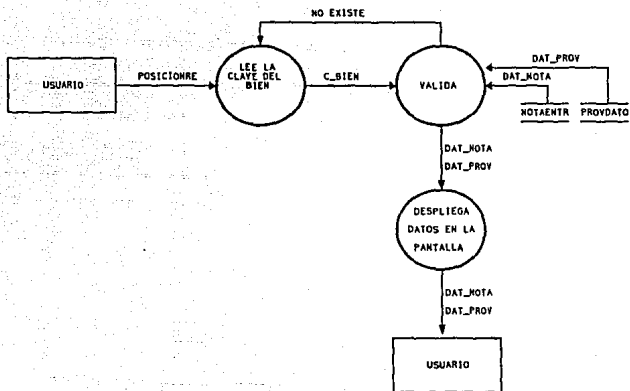 NO EXISTE
USUARIO
POSICIONRE
LEE LA
CLAVE DEL
BIEN
C_BIEN
VALIDA
DAT_PROV
DAT_NOTA
NOTAENTR
PROVDATO
DAT_NOTA
DAT_PROV
DESPLIEGA
DATOS EN LA
PANTALLA
DAT_NOTA
DAT_PROV
USUARIO